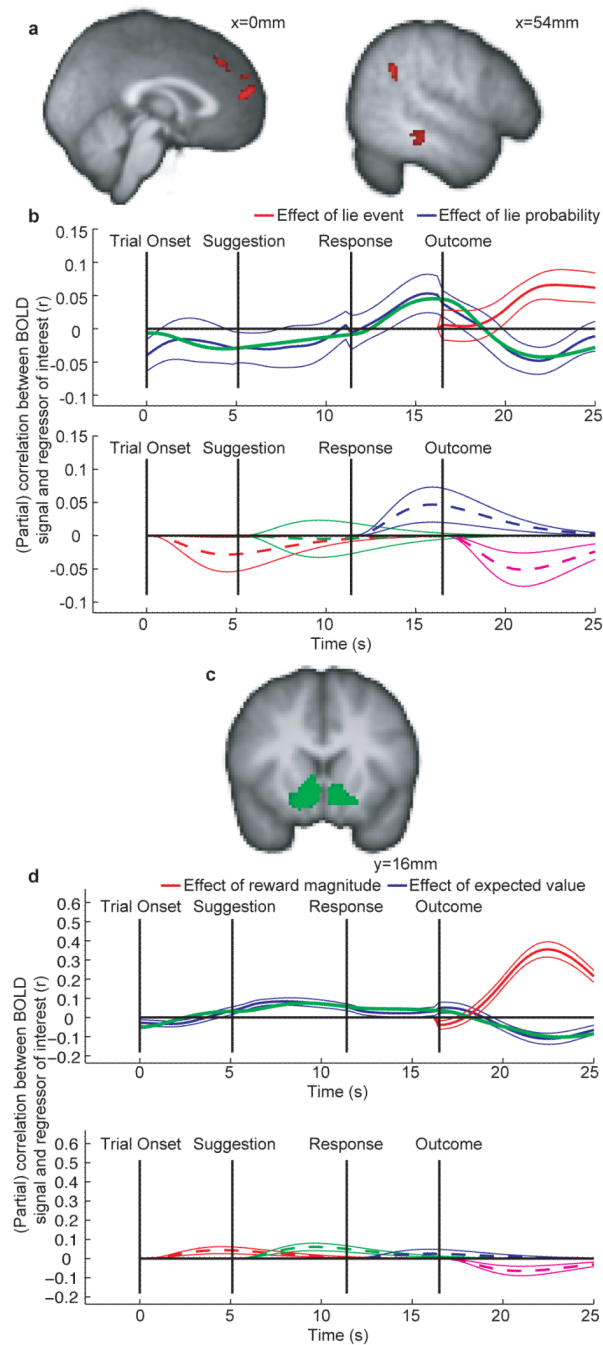 a
x=0mm
x=54mm
b
Effect of lie event Effect of lie probability
(Partial) correlation between BOLD
signal and regressor of interest (r)
Trial Onset Suggestion Response Outcome
0.15
0.1
0.05
0
-0.05
-0.1
0 5 10 15 20 25
Trial Onset Suggestion Response Outcome
0.15
0.1
0.05
0
-0.05
-0.1
0 5 10 15 20 25
Time (s)
c
y=16mm
d
Effect of reward magnitude Effect of expected value
(Partial) correlation between BOLD
signal and regressor of interest (r)
Trial Onset Suggestion Response Outcome
0.6
0.5
0.4
0.3
0.2
0.1
0
−0.1
−0.2
0 5 10 15 20 25
Time (s)
Trial Onset Suggestion Response Outcome
0.6
0.5
0.4
0.3
0.2
0.1
0
−0.1
−0.2
0 5 10 15 20 25
Time (s)